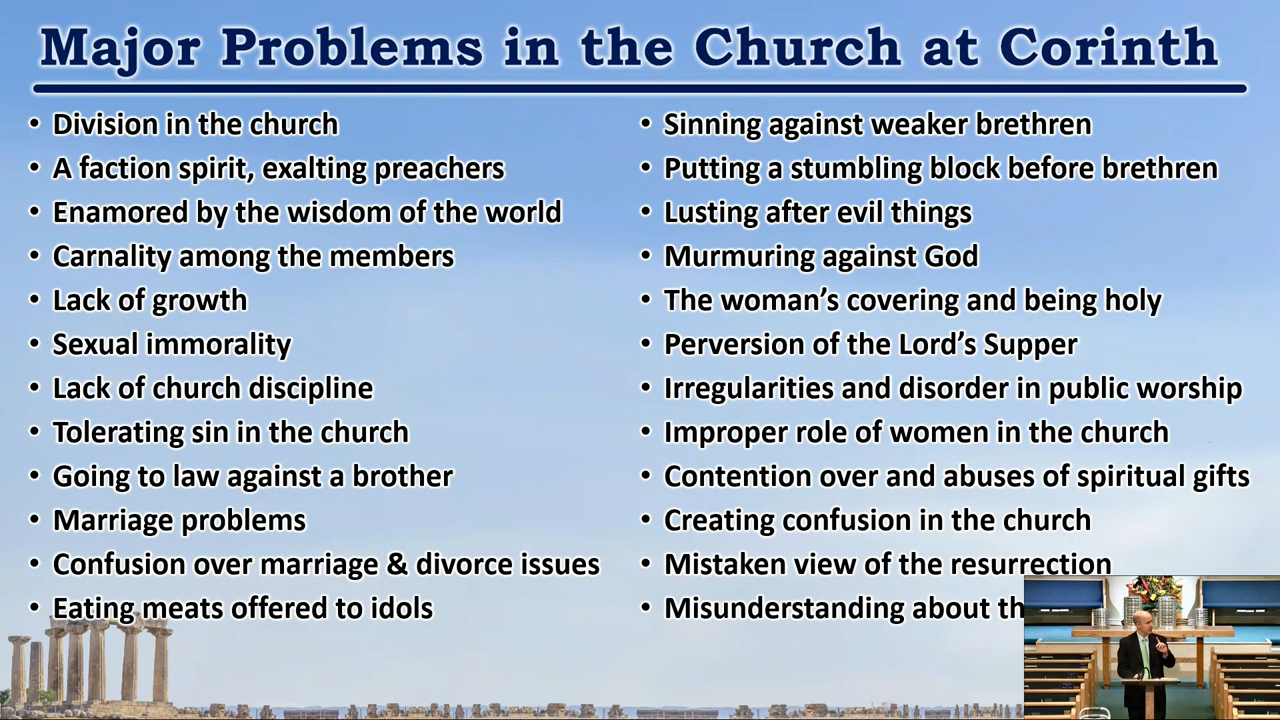 Major Problems in the Church at Corinth
• Division in the church
• A faction spirit, exalting preachers
• Enamored by the wisdom of the world
• Carnality among the members
• Lack of growth
• Sexual immorality
• Lack of church discipline
• Tolerating sin in the church
• Going to law against a brother
• Marriage problems
• Confusion over marriage & divorce issues
• Eating meats offered to idols
• Sinning against weaker brethren
• Putting a stumbling block before brethren
• Lusting after evil things
• Murmuring against God
• The woman’s covering and being holy
• Perversion of the Lord’s Supper
• Irregularities and disorder in public worship
• Improper role of women in the church
• Contention over and abuses of spiritual gifts
• Creating confusion in the church
• Mistaken view of the resurrection
• Misunderstanding about